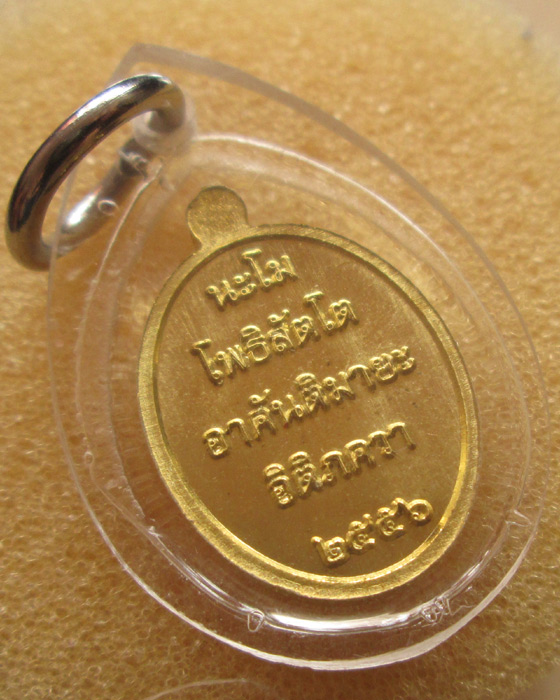 นะโม
โพธิสัตโต
อาคันติมายะ
อิติภควา
๒๕๕๖